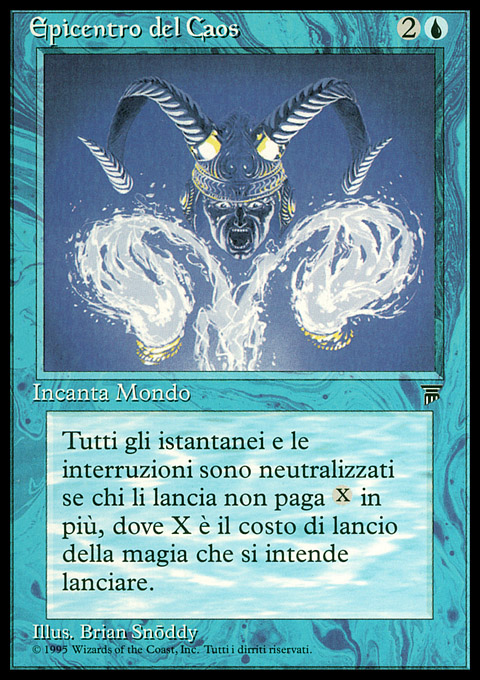 Epicentro del Caos 2
Incanta Mondo
Tutti gli istantanei e le
interruzioni sono neutralizzati
se chi li lancia non paga X in
più, dove X è il costo di lancio
della magia che si intende
lanciare.
Illus. Brian Snōddy
© 1995 Wizards of the Coast, Inc. Tutti i dirriti riservati.